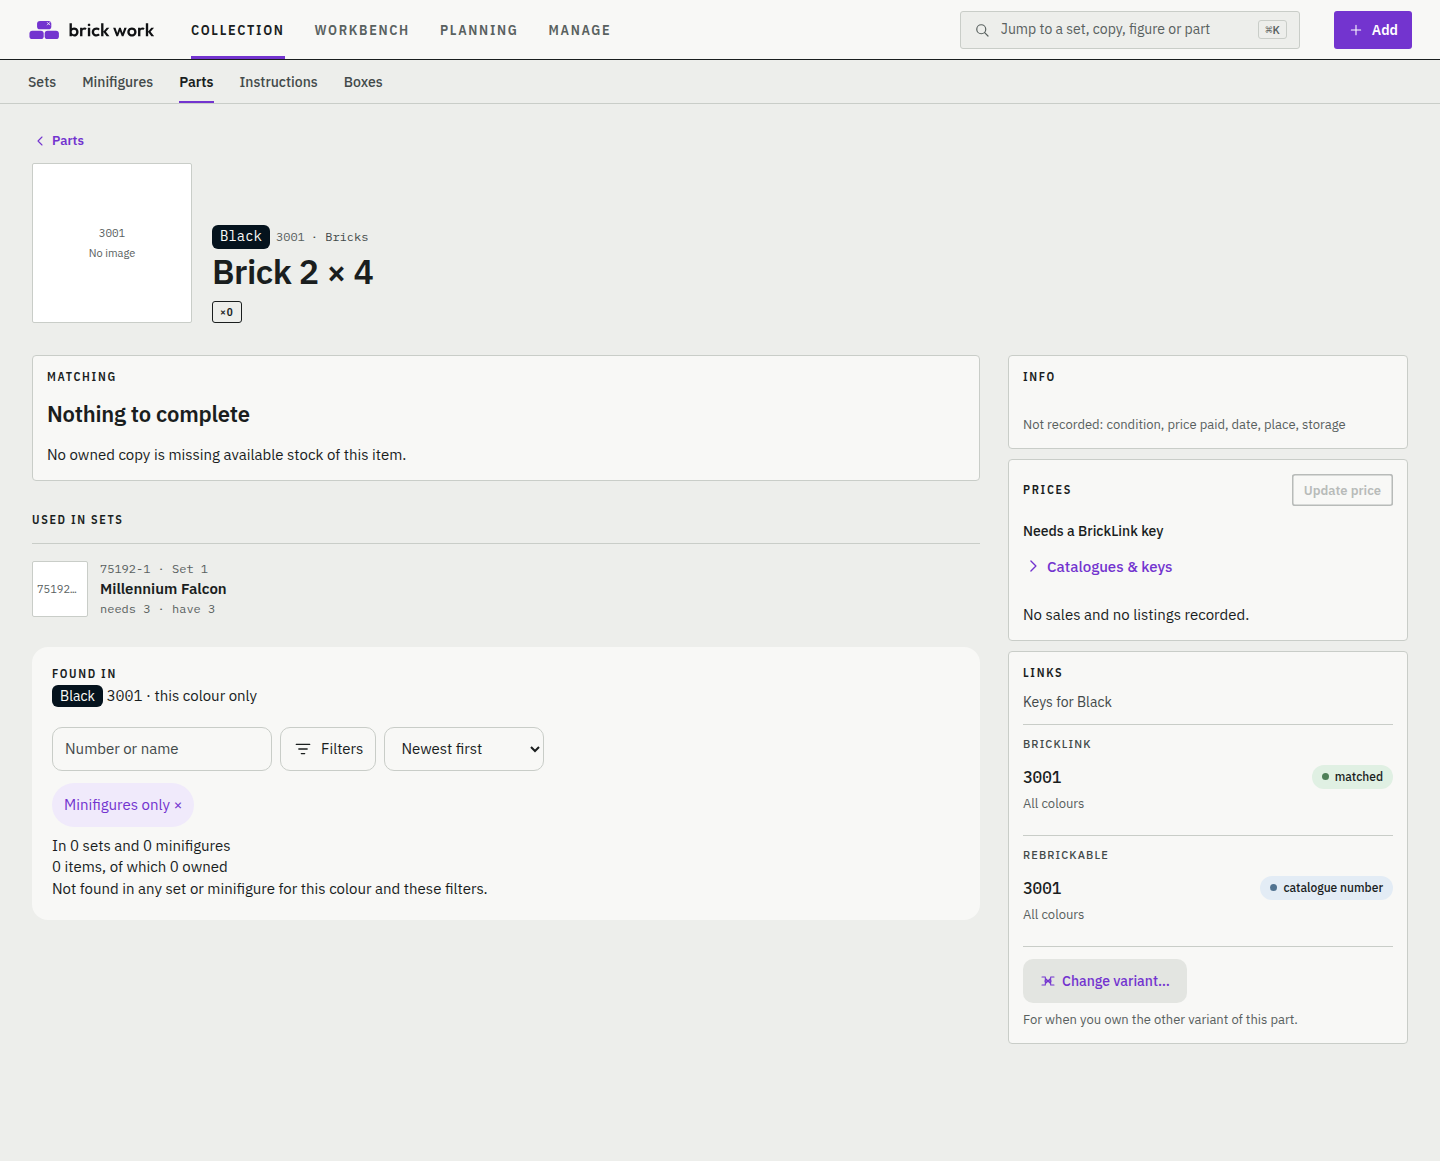 brick work
COLLECTION
WORKBENCH
PLANNING
MANAGE
Jump to a set, copy, figure or part
⌘K
+ Add
Sets
Minifigures
Parts
Instructions
Boxes
Parts
3001
No image
Black 3001 · Bricks
Brick 2 × 4
×0
MATCHING
Nothing to complete
No owned copy is missing available stock of this item.
USED IN SETS
75192…
75192-1 · Set 1
Millennium Falcon
needs 3 · have 3
FOUND IN
Black 3001 · this colour only
Number or name
Filters
Newest first
Minifigures only ×
In 0 sets and 0 minifigures
0 items, of which 0 owned
Not found in any set or minifigure for this colour and these filters.
INFO
Not recorded: condition, price paid, date, place, storage
PRICES
Update price
Needs a BrickLink key
Catalogues & keys
No sales and no listings recorded.
LINKS
Keys for Black
BRICKLINK
3001
matched
All colours
REBRICKABLE
3001
catalogue number
All colours
Change variant…
For when you own the other variant of this part.